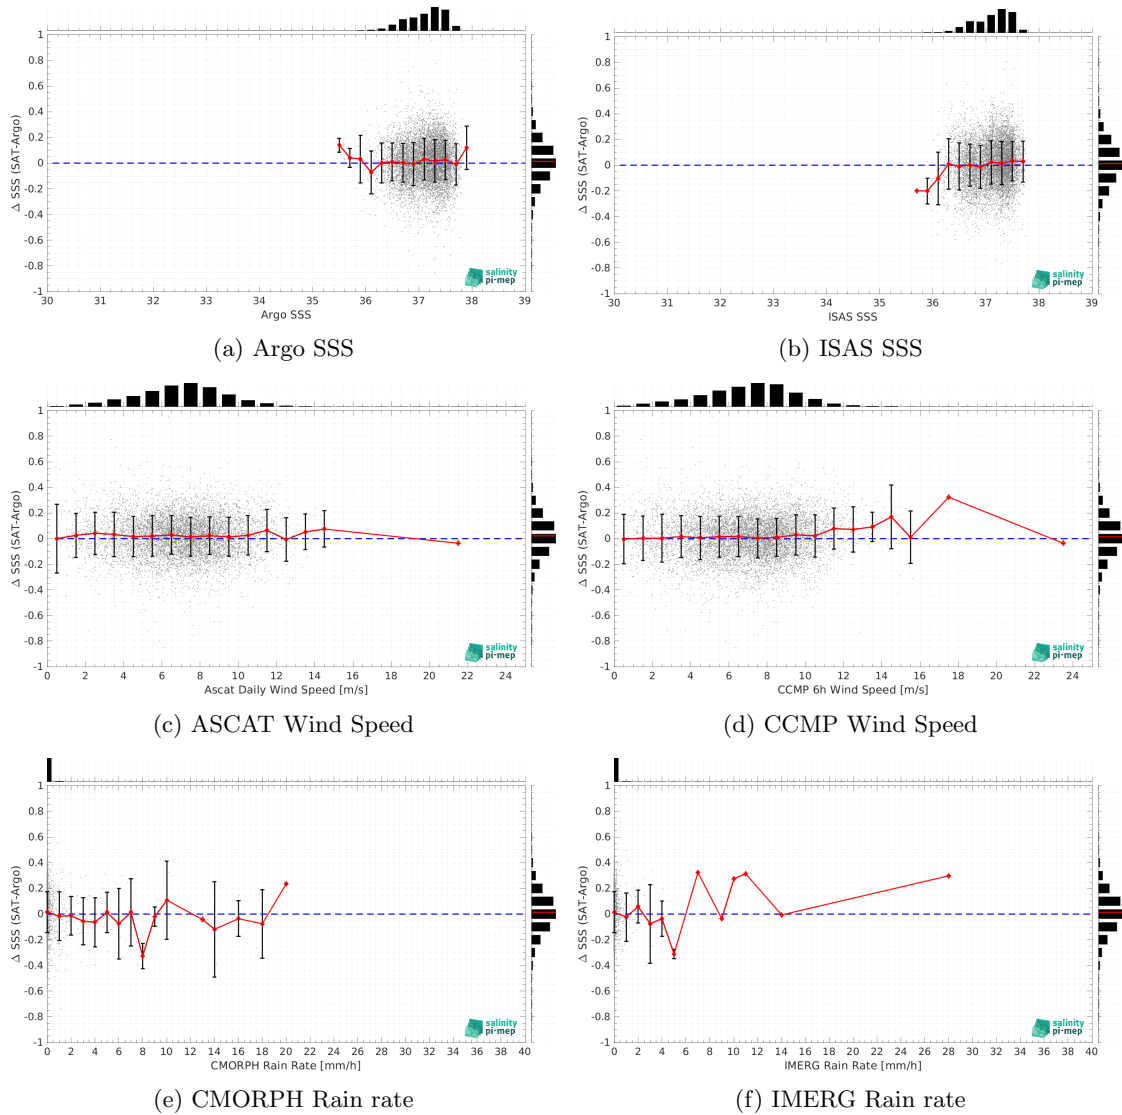 1
0.8
0.6
0.4
0.2
0
-0.2
-0.4
-0.6
-0.8
-1
Δ SSS (SAT-Argo)
salinity
pi-mep
30 31 32 33 34 35 36 37 38 39
Argo SSS
(a) Argo SSS
1
0.8
0.6
0.4
0.2
0
-0.2
-0.4
-0.6
-0.8
-1
Δ SSS (SAT-Argo)
salinity
pi-mep
30 31 32 33 34 35 36 37 38 39
ISAS SSS
(b) ISAS SSS
1
0.8
0.6
0.4
0.2
0
-0.2
-0.4
-0.6
-0.8
-1
Δ SSS (SAT-Argo)
salinity
pi-mep
0 2 4 6 8 10 12 14 16 18 20 22 24
Ascat Daily Wind Speed [m/s]
(c) ASCAT Wind Speed
1
0.8
0.6
0.4
0.2
0
-0.2
-0.4
-0.6
-0.8
-1
Δ SSS (SAT-Argo)
salinity
pi-mep
0 2 4 6 8 10 12 14 16 18 20 22 24
CCMP 6h Wind Speed [m/s]
(d) CCMP Wind Speed
1
0.8
0.6
0.4
0.2
0
-0.2
-0.4
-0.6
-0.8
-1
Δ SSS (SAT-Argo)
salinity
pi-mep
0 2 4 6 8 10 12 14 16 18 20 22 24 26 28 30 32 34 36 38 40
CMORPH Rain Rate [mm/h]
(e) CMORPH Rain rate
1
0.8
0.6
0.4
0.2
0
-0.2
-0.4
-0.6
-0.8
-1
Δ SSS (SAT-Argo)
salinity
pi-mep
0 2 4 6 8 10 12 14 16 18 20 22 24 26 28 30 32 34 36 38 40
IMERG Rain Rate [mm/h]
(f) IMERG Rain rate